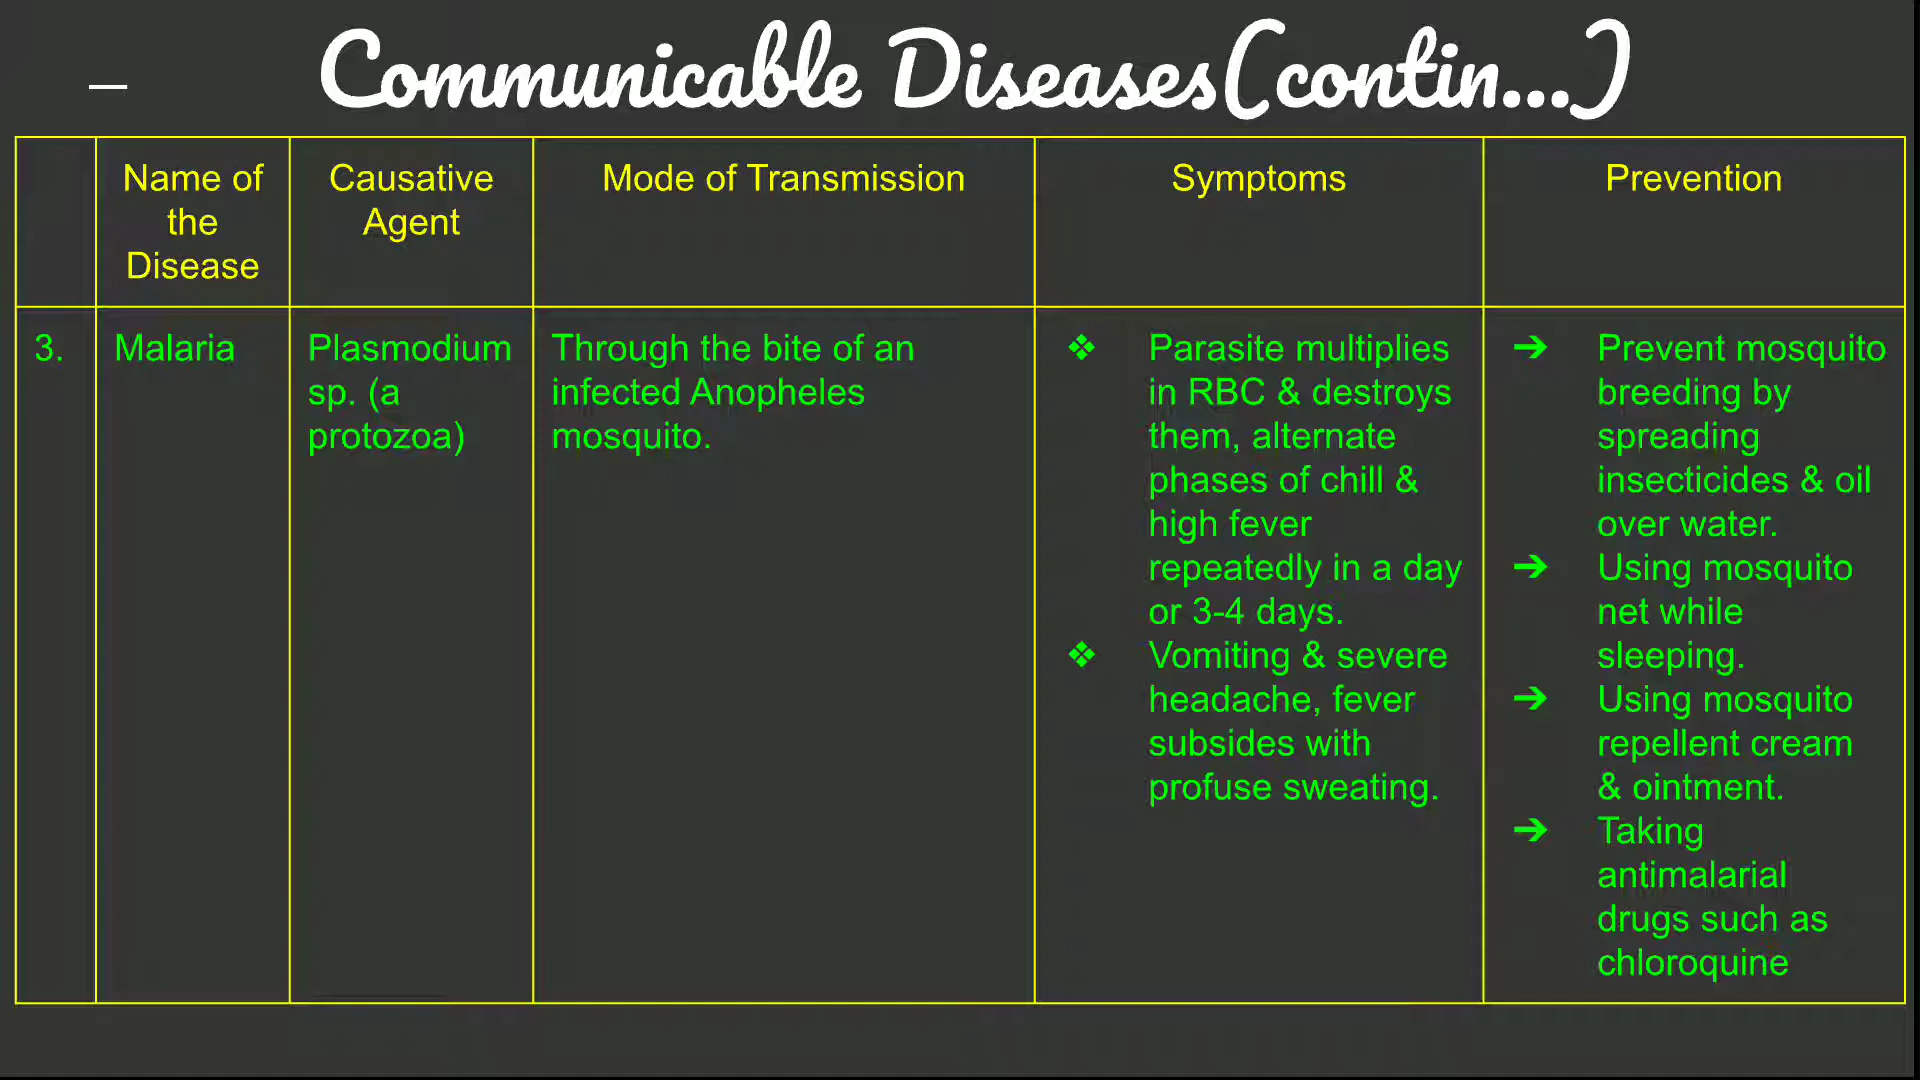 Communicable Diseases(contin...)
Name of
the
Disease
Causative
Agent
Mode of Transmission
Symptoms
Prevention
3.
Malaria
Plasmodium
sp. (a
protozoa)
Through the bite of an
infected Anopheles
mosquito.
❖ Parasite multiplies
in RBC & destroys
them, alternate
phases of chill &
high fever
repeatedly in a day
or 3-4 days.
❖ Vomiting & severe
headache, fever
subsides with
profuse sweating.
➔ Prevent mosquito
breeding by
spreading
insecticides & oil
over water.
➔ Using mosquito
net while
sleeping.
➔ Using mosquito
repellent cream
& ointment.
➔ Taking
antimalarial
drugs such as
chloroquine